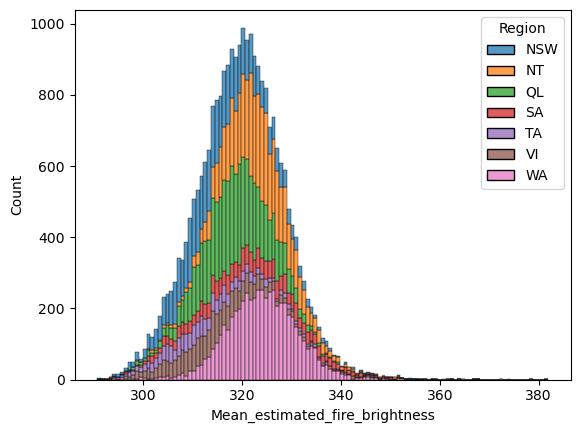 1000
800
600
400
200
0
Count
300
320
340
360
380
Mean_estimated_fire_brightness
Region
NSW
NT
QL
SA
TA
VI
WA